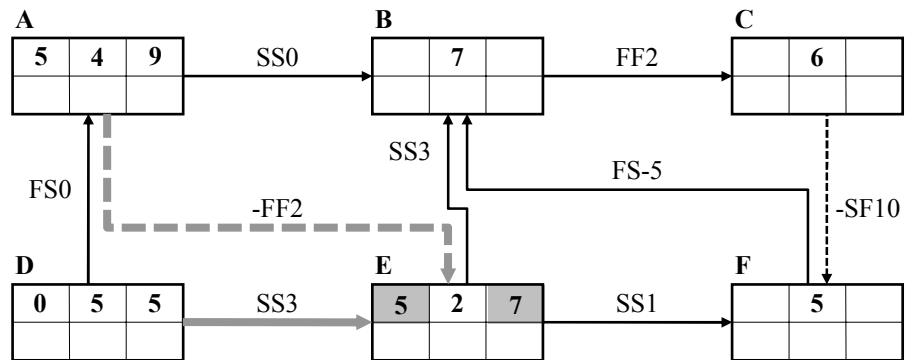 A B C
5 4 9 SS0 7 FF2 6
SS3 FS-5
FS0 -FF2 -SF10
D E F
0 5 5 SS3 5 2 7 SS1 5